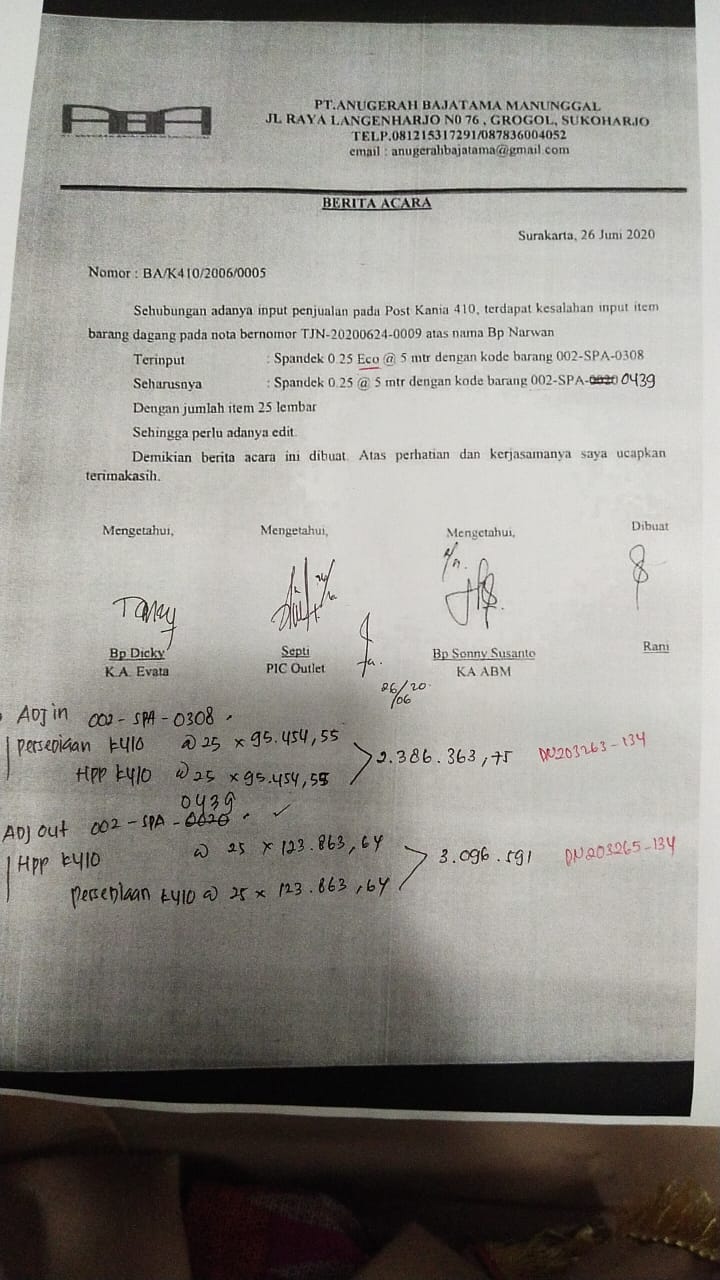 ABA
PT.ANUGERAH BAJATAMA MANUNGGAL
JL RAYA LANGENHARJO N0 76 , GROGOL, SUKOHARJO
TELP.081215317291/087836004052
email : anugerahbajatama@gmail.com
BERITA ACARA
Surakarta, 26 Juni 2020
Nomor : BA/K410/2006/0005
Sehubungan adanya input penjualan pada Post Kania 410, terdapat kesalahan input item
barang dagang pada nota bernomor TJN-20200624-0009 atas nama Bp Narwan
Terinput : Spandek 0.25 Eco @ 5 mtr dengan kode barang 002-SPA-0308
Seharusnya : Spandek 0.25 @ 5 mtr dengan kode barang 002-SPA-0020 0439
Dengan jumlah item 25 lembar
Sehingga perlu adanya edit.
Demikian berita acara ini dibuat. Atas perhatian dan kerjasamanya saya ucapkan
terimakasih.
Mengetahui, Mengetahui, Mengetahui, Dibuat
Bp Dicky Septi Bp Sonny Susanto Rani
K.A. Evata PIC Outlet KA ABM
26/06 20
Adj in 002 - SPA - 0308
persediaan K410 @ 25 x 95.454,55
HPP K410 @ 25 x 95.454,55
2.386.363,75 DN203263-134
0439
Adj out 002 - SPA - 0020
HPP K410 @ 25 x 123.863,64
persediaan K410 @ 25 x 123.863,64
3.096.591 DN203265-134